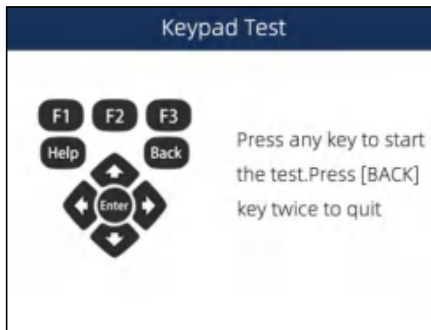 Keypad Test
F1 F2 F3
Help Back
Enter
Press any key to start
the test.Press [BACK]
key twice to quit